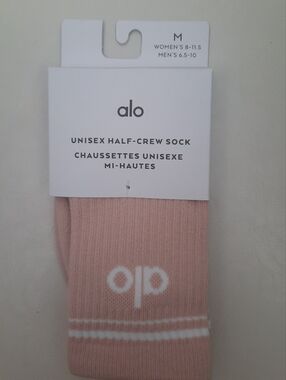 M
WOMEN'S 8-11.5
MEN'S 6.5-10
alo
UNISEX HALF-CREW SOCK
CHAUSSETTES UNISEXE
MI-HAUTES
alo